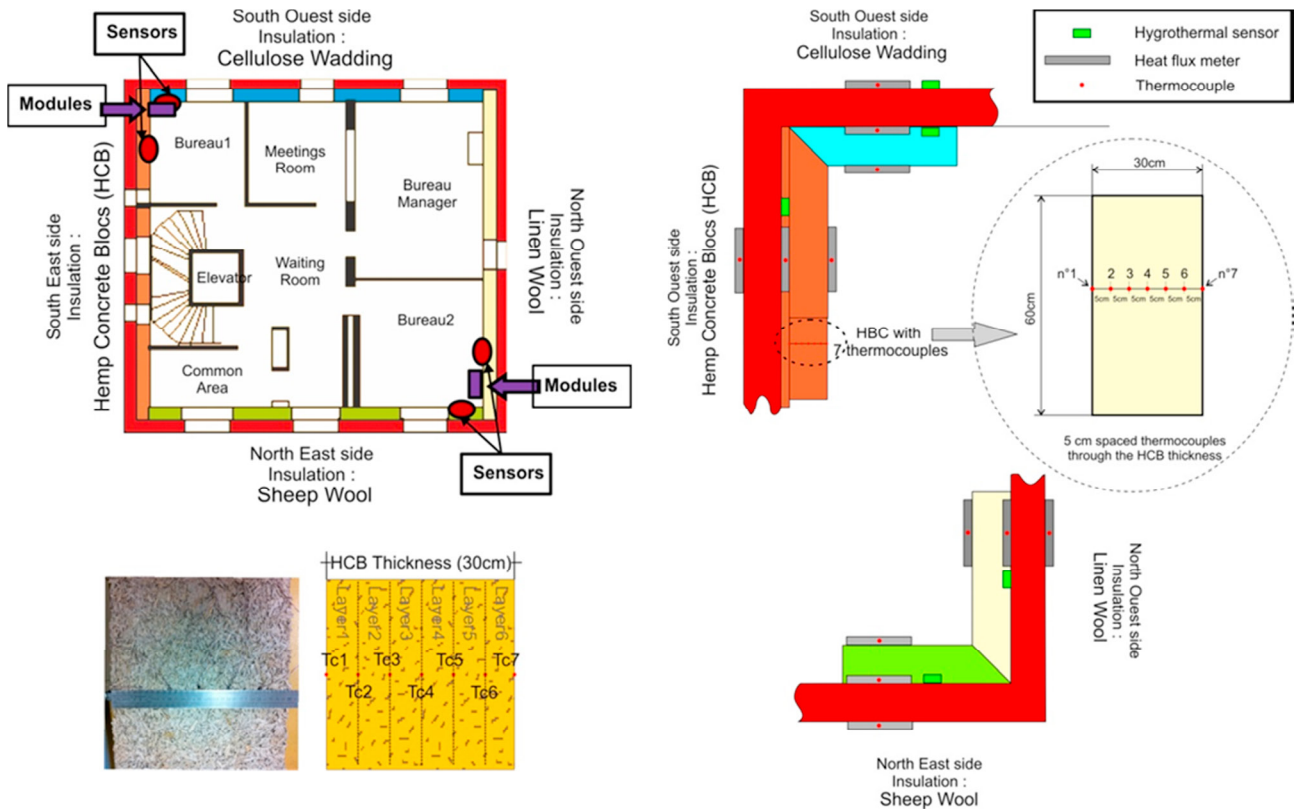 South Ouest side
Insulation :
Cellulose Wadding
Sensors
Modules
Bureau1
Meetings
Room
Bureau
Manager
Elevator
Waiting
Room
Bureau2
Common
Area
South East side
Insulation :
Hemp Concrete Blocs (HCB)
North Ouest side
Insulation :
Linen Wool
Modules
North East side
Insulation :
Sheep Wool
Sensors
HCB Thickness (30cm)
Layer1
Layer2
Layer3
Layer4
Layer5
Layer6
Tc1
Tc3
Tc5
Tc7
Tc2
Tc4
Tc6
South Ouest side
Insulation :
Cellulose Wadding
Hygrothermal sensor
Heat flux meter
Thermocouple
South Ouest side
Insulation :
Hemp Concrete Blocs (HCB)
HBC with
7 thermocouples
30cm
60cm
n°1
2
3
4
5
6
n°7
5cm
5cm
5cm
5cm
5cm
5cm
5 cm spaced thermocouples
through the HCB thickness
North Ouest side
Insulation :
Linen Wool
North East side
Insulation :
Sheep Wool